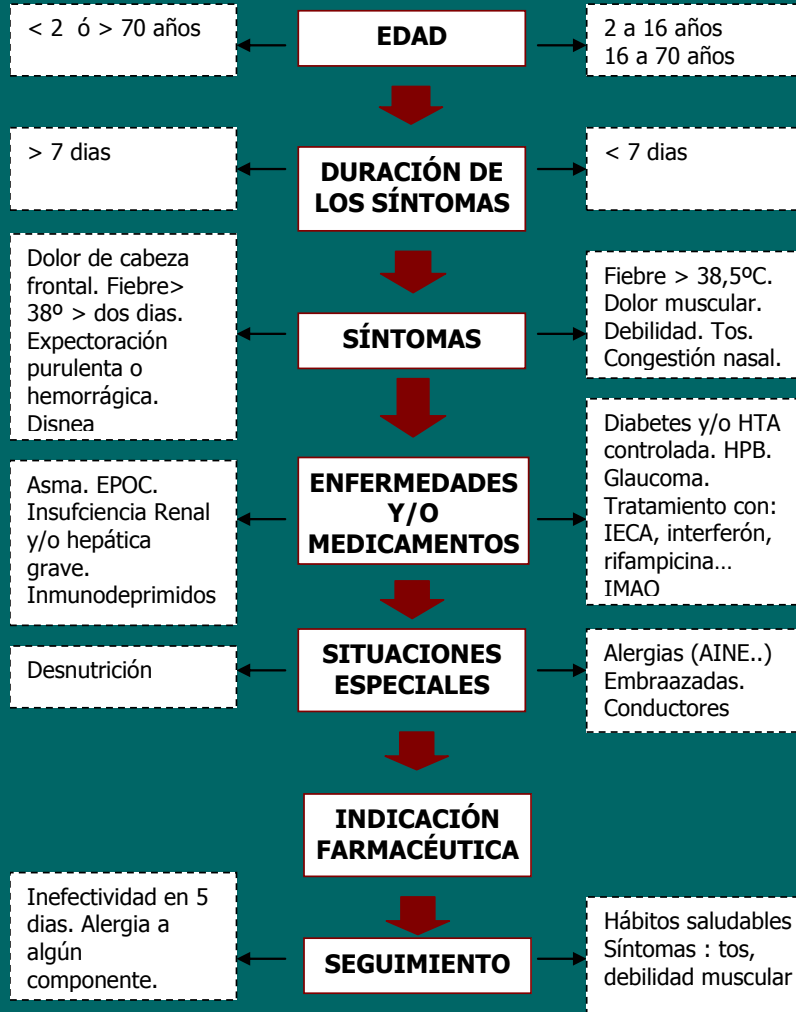 < 2 ó > 70 años
EDAD
2 a 16 años
16 a 70 años
> 7 dias
DURACIÓN DE
LOS SÍNTOMAS
< 7 dias
Dolor de cabeza
frontal. Fiebre>
38º > dos dias.
Expectoración
purulenta o
hemorrágica.
Disnea
SÍNTOMAS
Fiebre > 38,5ºC.
Dolor muscular.
Debilidad. Tos.
Congestión nasal.
Asma. EPOC.
Insufciencia Renal
y/o hepática
grave.
Inmunodeprimidos
ENFERMEDADES
Y/O
MEDICAMENTOS
Diabetes y/o HTA
controlada. HPB.
Glaucoma.
Tratamiento con:
IECA, interferón,
rifampicina…
IMAO
Desnutrición
SITUACIONES
ESPECIALES
Alergias (AINE..)
Embraazadas.
Conductores
INDICACIÓN
FARMACÉUTICA
Inefectividad en 5
dias. Alergia a
algún
componente.
SEGUIMIENTO
Hábitos saludables
Síntomas : tos,
debilidad muscular